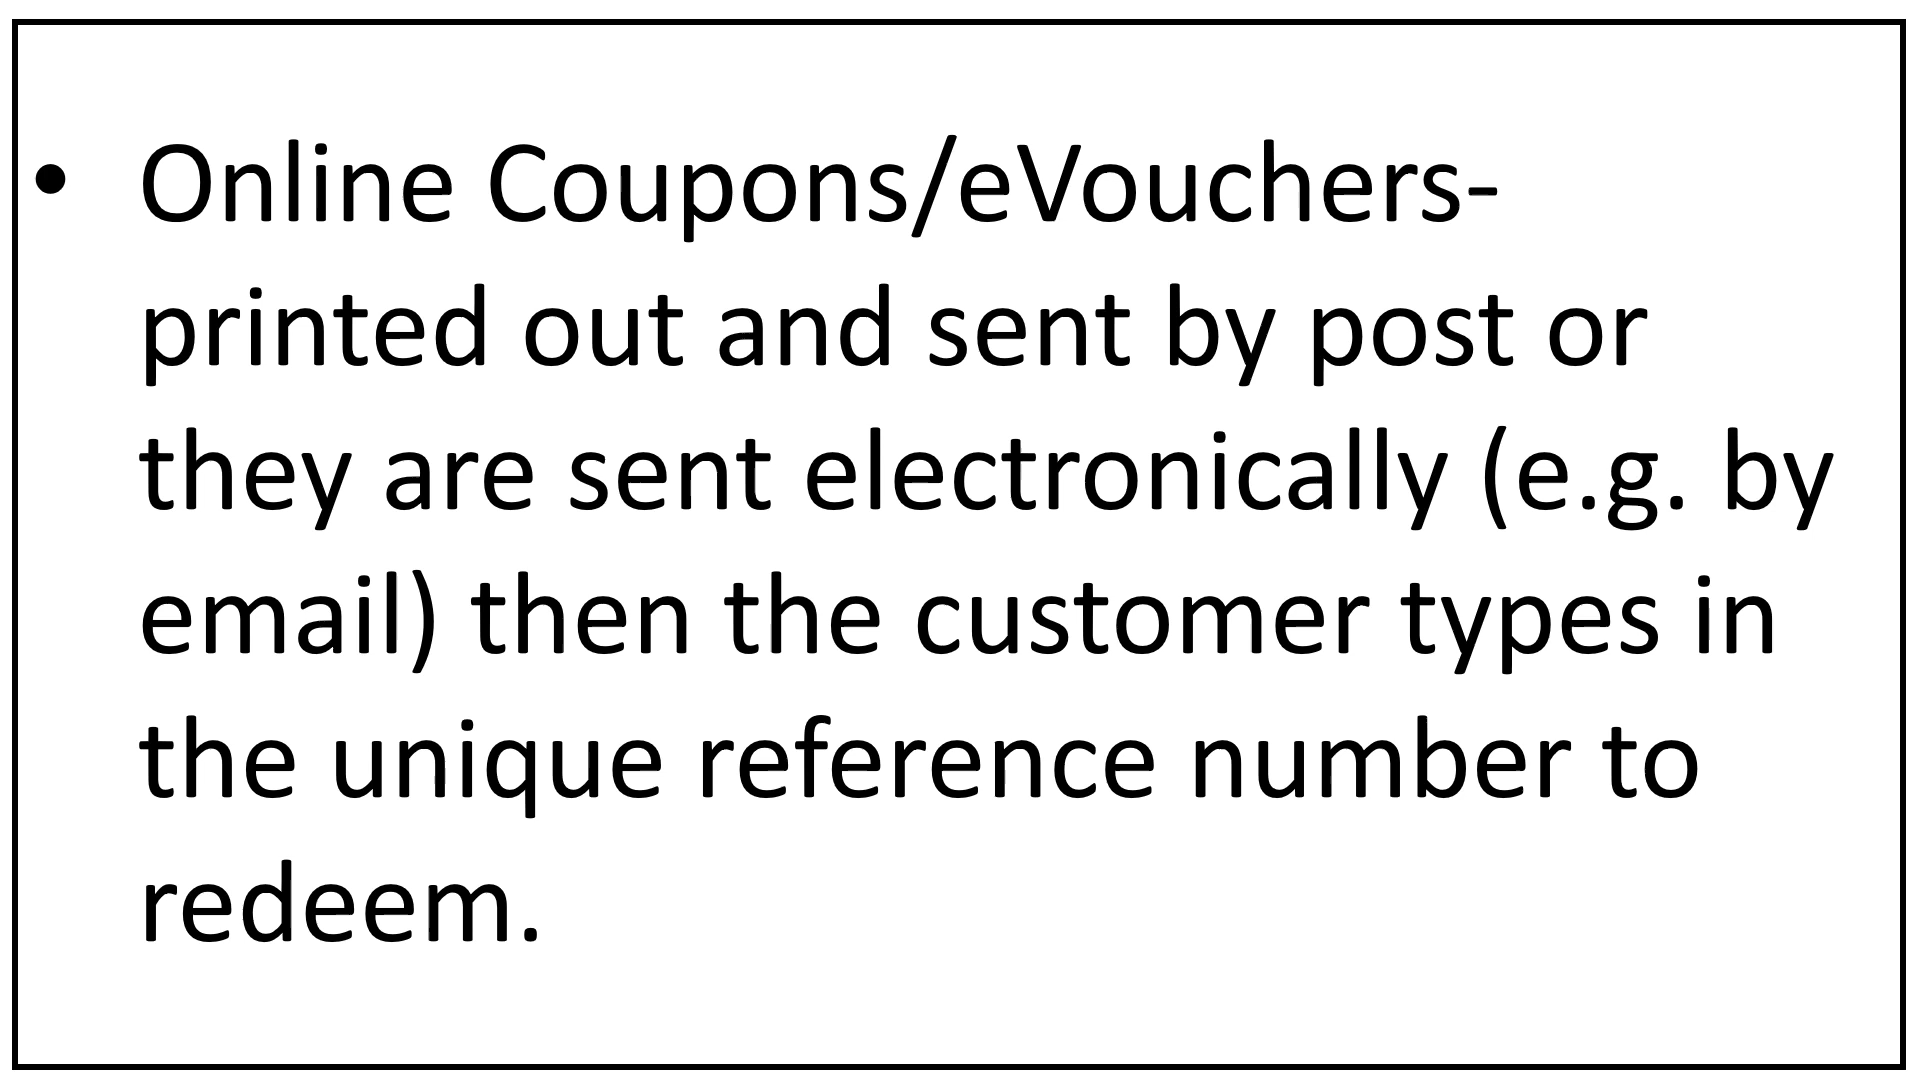 • Online Coupons/eVouchers-
printed out and sent by post or
they are sent electronically (e.g. by
email) then the customer types in
the unique reference number to
redeem.